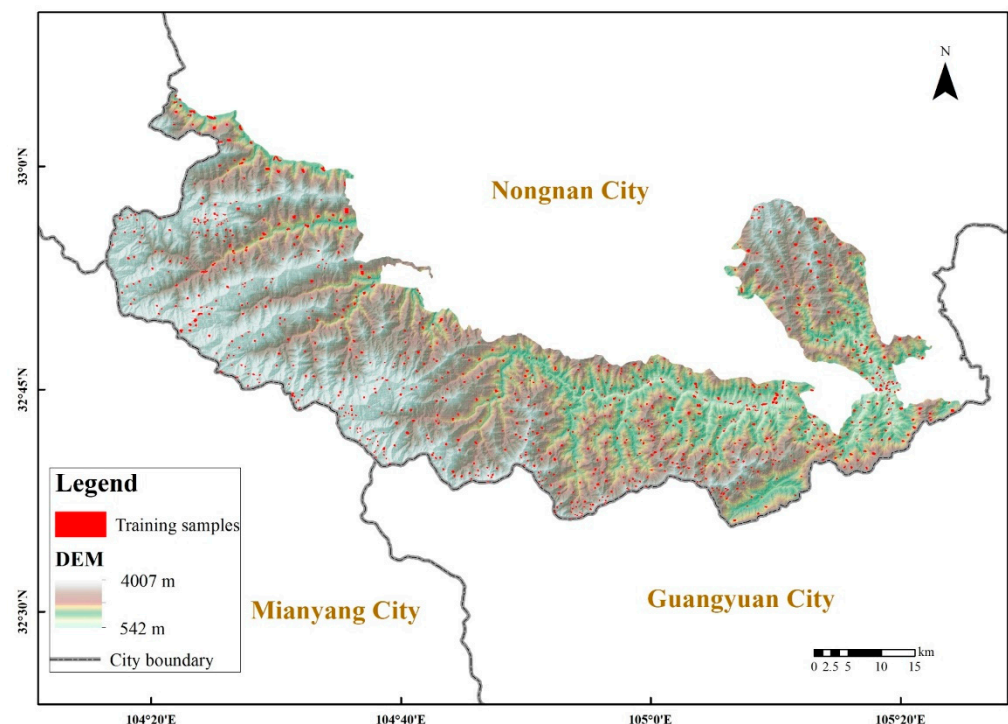 N
33°0'N
Nongnan City
32°45'N
Legend
Training samples
DEM
4007 m
542 m
City boundary
32°30'N
Mianyang City
Guangyuan City
km
0 2.5 5 10 15
104°20'E 104°40'E 105°0'E 105°20'E